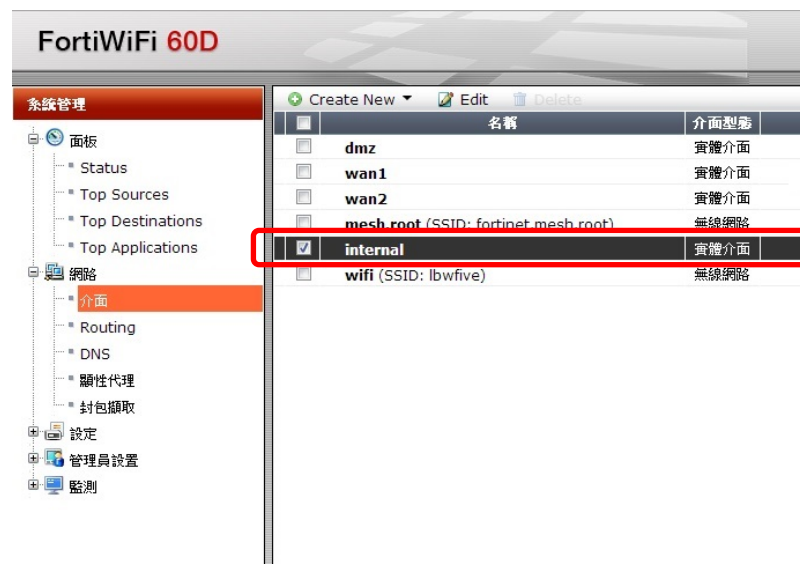 FortiWiFi 60D
系統管理
面板
Status
Top Sources
Top Destinations
Top Applications
網路
介面
Routing
DNS
顯性代理
封包擷取
設定
管理員設置
監測
Create New Edit Delete
名稱 介面型態
dmz 實體介面
wan1 實體介面
wan2 實體介面
mesh.root (SSID: fortinet.mesh.root) 無線網路
internal 實體介面
wifi (SSID: lbwfive) 無線網路